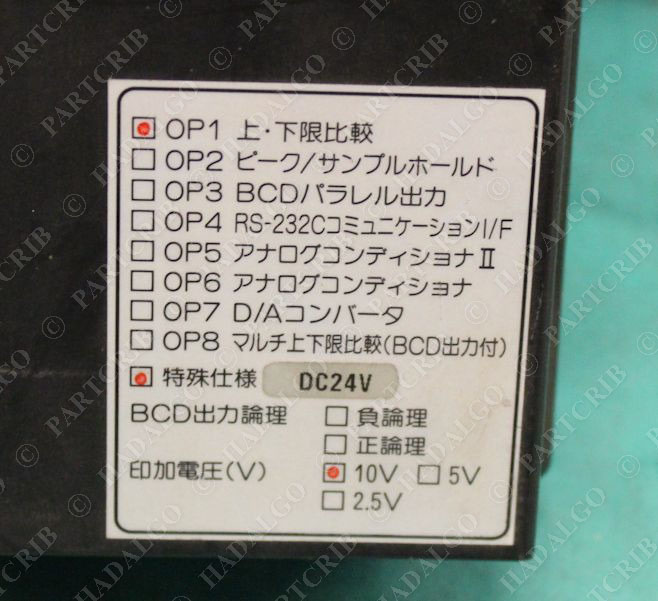 OP1 上・下限比較
OP2 ピーク/サンプルホールド
OP3 BCDパラレル出力
OP4 RS-232CコミュニケーションI/F
OP5 アナログコンディショナⅡ
OP6 アナログコンディショナ
OP7 D/Aコンバータ
OP8 マルチ上下限比較(BCD出力付)
特殊仕様 DC24V
BCD出力論理 負論理
正論理
印加電圧(V) 10V 5V
2.5V
© PARTCRIB
© HADALGO